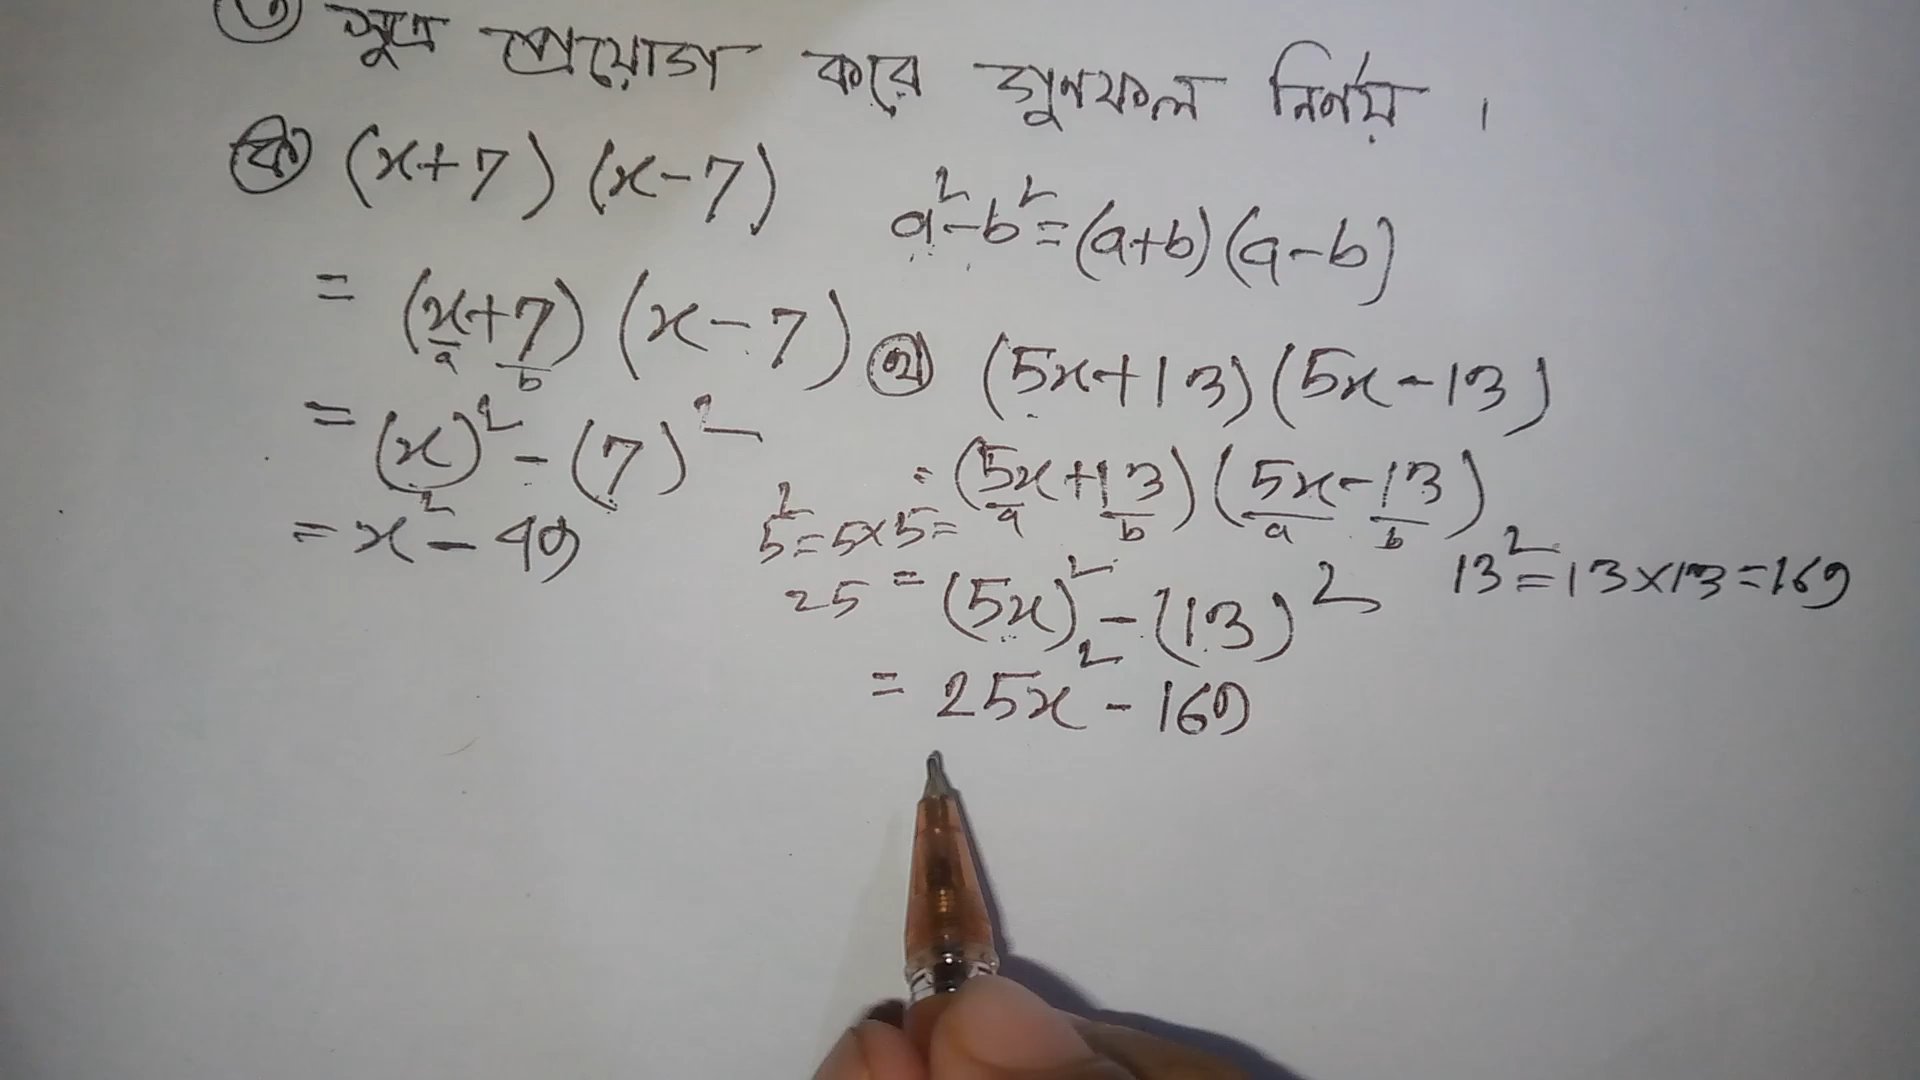 ৩ সূত্র প্রয়োগ করে গুণফল নির্ণয় ।
ক (x+7) (x-7)
a²-b²=(a+b) (a-b)
= (x+7) (x-7)
a b
= (x)² - (7)²
= x² - 49
খ (5x+13) (5x-13)
= (5x+13) (5x-13)
a b a b
5²=5×5=
25
= (5x)² - (13)²
13²=13×13=169
= 25x² - 169